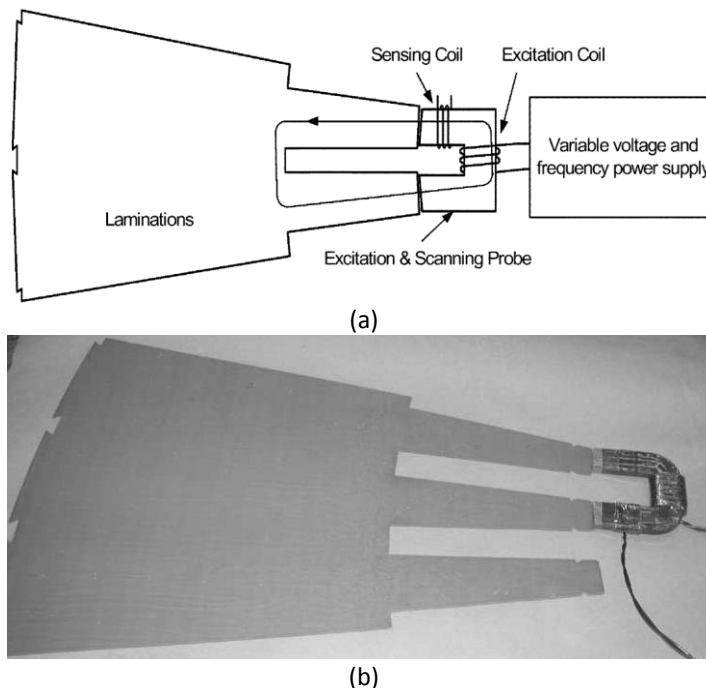 Sensing Coil
Excitation Coil
Variable voltage and
frequency power supply
Laminations
Excitation & Scanning Probe
(a)
(b)